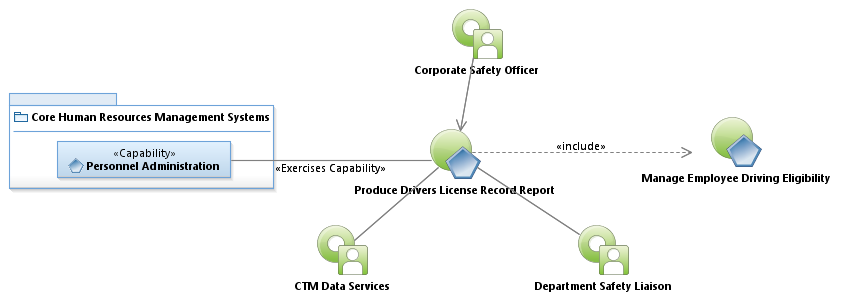 Corporate Safety Officer
Core Human Resources Management Systems
«Capability»
Personnel Administration
«Exercises Capability»
«include»
Produce Drivers License Record Report
Manage Employee Driving Eligibility
CTM Data Services
Department Safety Liaison